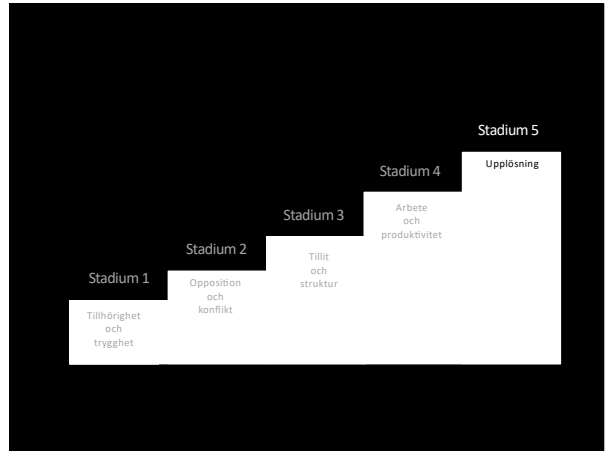 Stadium 5
Upplösning
Stadium 4
Arbete
och
produktivitet
Stadium 3
Tillit
och
struktur
Stadium 2
Opposition
och
konflikt
Stadium 1
Tillhörighet
och
trygghet